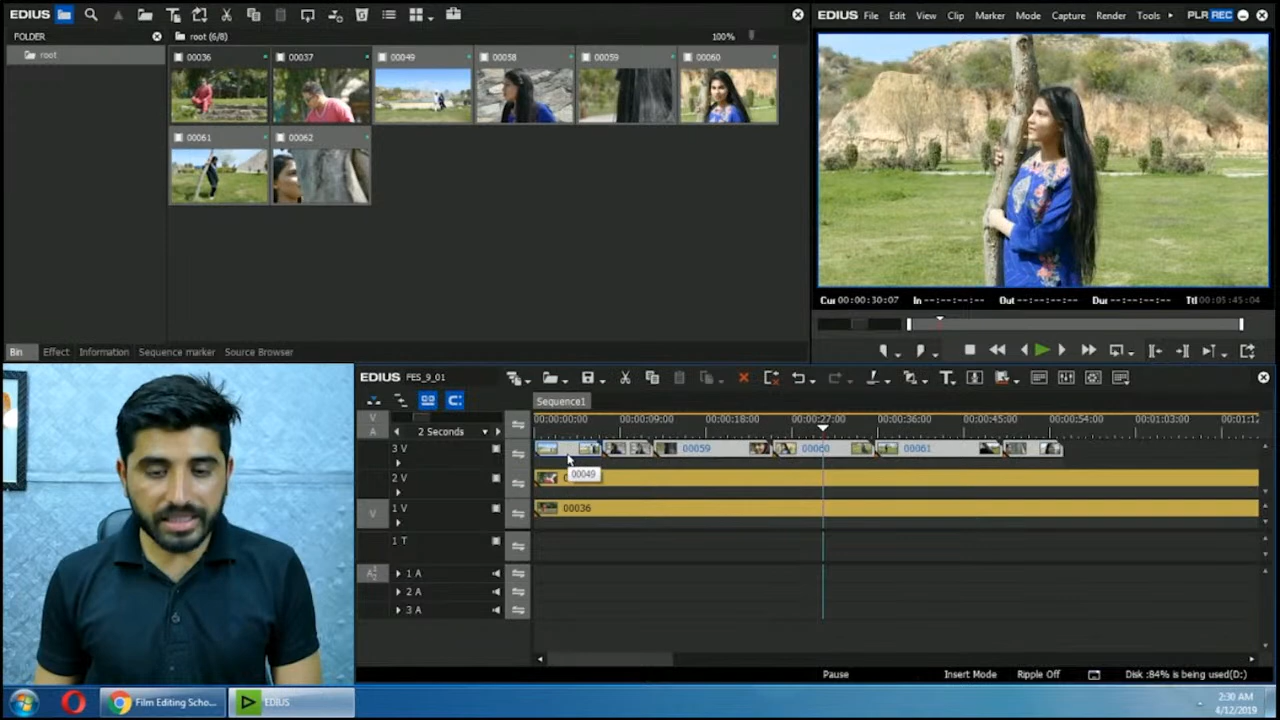 EDIUS
FOLDER
root (6/8)
100%
root
00036
00037
00049
00058
00059
00060
00061
00062
Bin
Effect
Information
Sequence marker
Source Browser
EDIUS File Edit View Clip Marker Mode Capture Render Tools PLR REC
Cur 00:00:30:07 In --:--:--:-- Out --:--:--:-- Dur --:--:--:-- Ttl 00:05:45:04
EDIUS FES_9_01
Sequence1
V
A
2 Seconds
00:00:00:00 00:00:09:00 00:00:18:00 00:00:27:00 00:00:36:00 00:00:45:00 00:00:54:00 00:01:03:00 00:01:12
3 V
00059
00060
00061
00049
2 V
V
1 V
00036
1 T
1 A
2 A
3 A
Pause
Insert Mode
Ripple Off
Disk :84% is being used(D:)
Film Editing Scho...
EDIUS
2:30 AM
4/12/2019